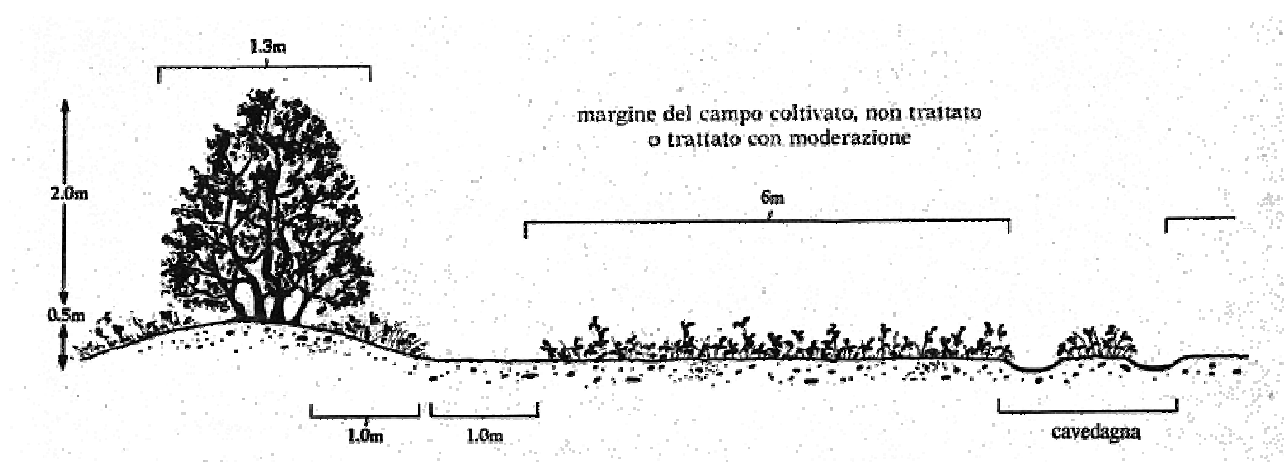 1.3m
margine del campo coltivato, non trattato
o trattato con moderazione
2.0m
6m
0.5m
1.0m
1.0m
cavedagna